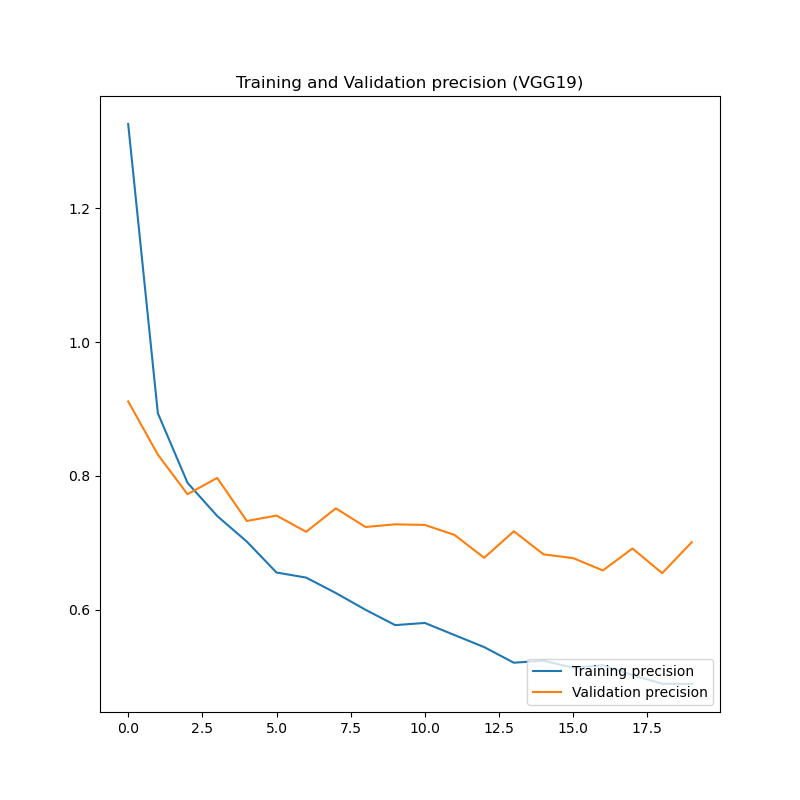 Training and Validation precision (VGG19)
1.2
1.0
0.8
0.6
Training precision
Validation precision
0.0 2.5 5.0 7.5 10.0 12.5 15.0 17.5